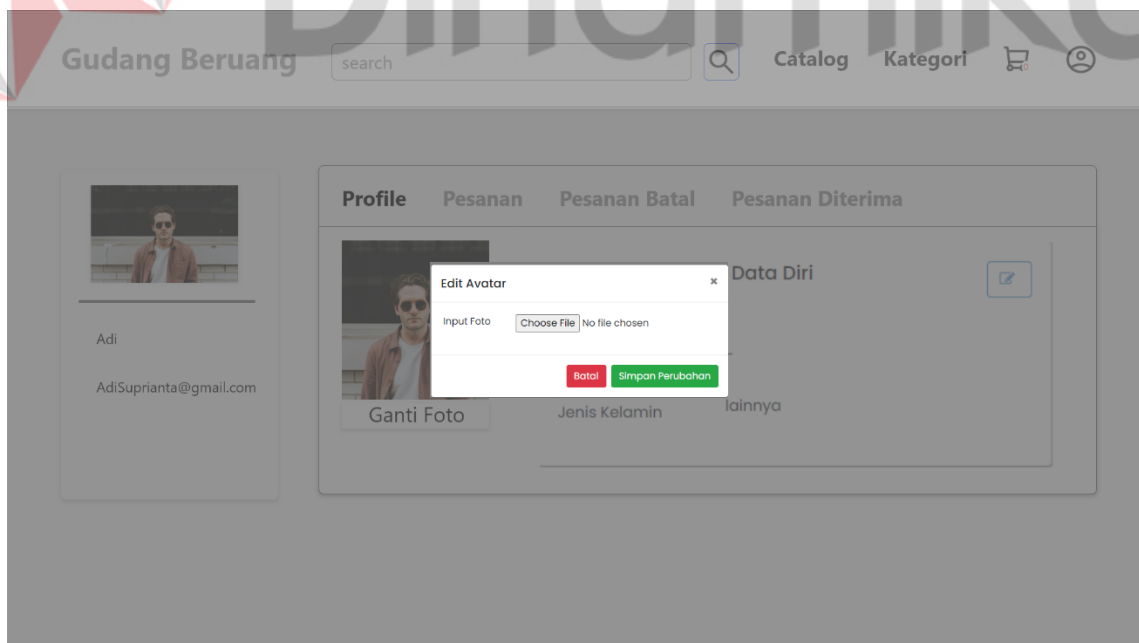 Dinamika
Gudang Beruang
search
Catalog
Kategori
Profile
Pesanan
Pesanan Batal
Pesanan Diterima
Adi
AdiSuprianta@gmail.com
Ganti Foto
Data Diri
Edit Avatar
×
Input Foto
Choose File No file chosen
Batal
Simpan Perubahan
Jenis Kelamin
lainnya